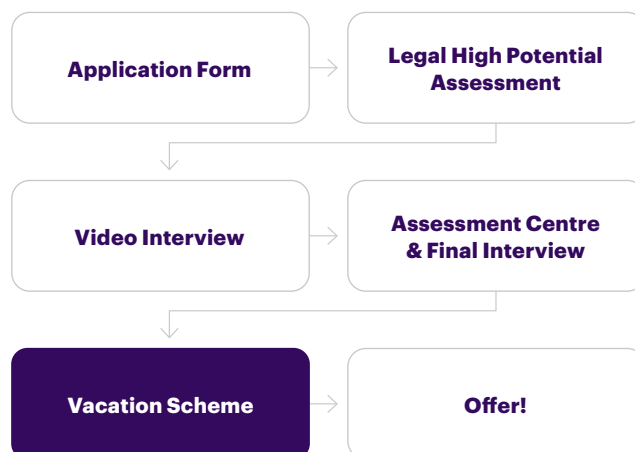 Application Form
Legal High Potential
Assessment
Video Interview
Assessment Centre
& Final Interview
Vacation Scheme
Offer!